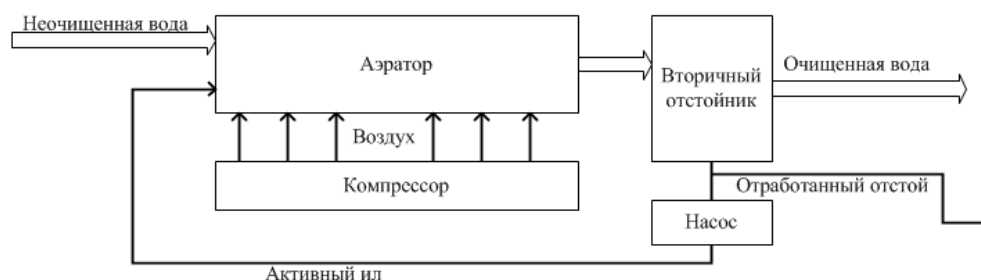 Неочищенная вода
Аэратор
Вторичный
отстойник
Очищенная вода
Воздух
Компрессор
Отработанный отстой
Насос
Активный ил